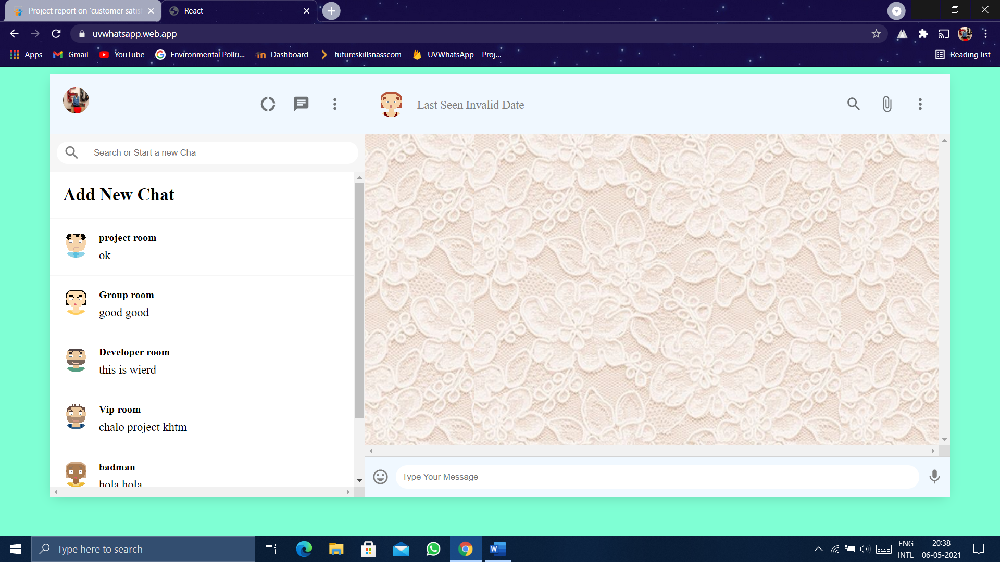 Project report on 'customer satis
React
uvwhatsapp.web.app
Apps
Gmail
YouTube
Environmental Pollu...
Dashboard
futureskillsnasscom
UVWhatsApp – Proj...
Reading list
Last Seen Invalid Date
Search or Start a new Cha
Add New Chat
project room
ok
Group room
good good
Developer room
this is wierd
Vip room
chalo project khtm
badman
hola hola
Type Your Message
Type here to search
ENG
INTL
20:38
06-05-2021